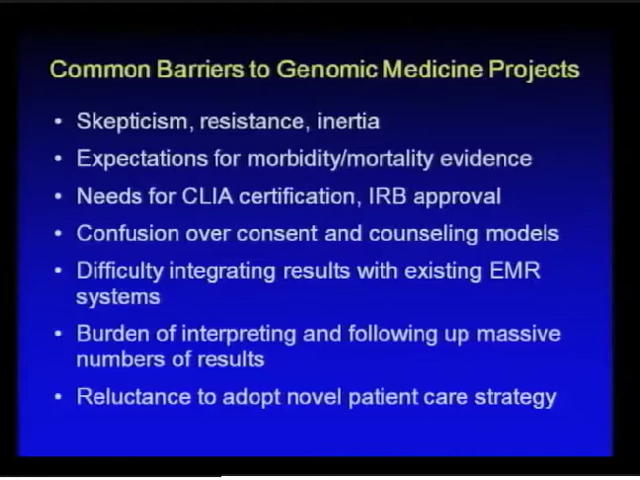 Common Barriers to Genomic Medicine Projects
• Skepticism, resistance, inertia
• Expectations for morbidity/mortality evidence
• Needs for CLIA certification, IRB approval
• Confusion over consent and counseling models
• Difficulty integrating results with existing EMR
systems
• Burden of interpreting and following up massive
numbers of results
• Reluctance to adopt novel patient care strategy